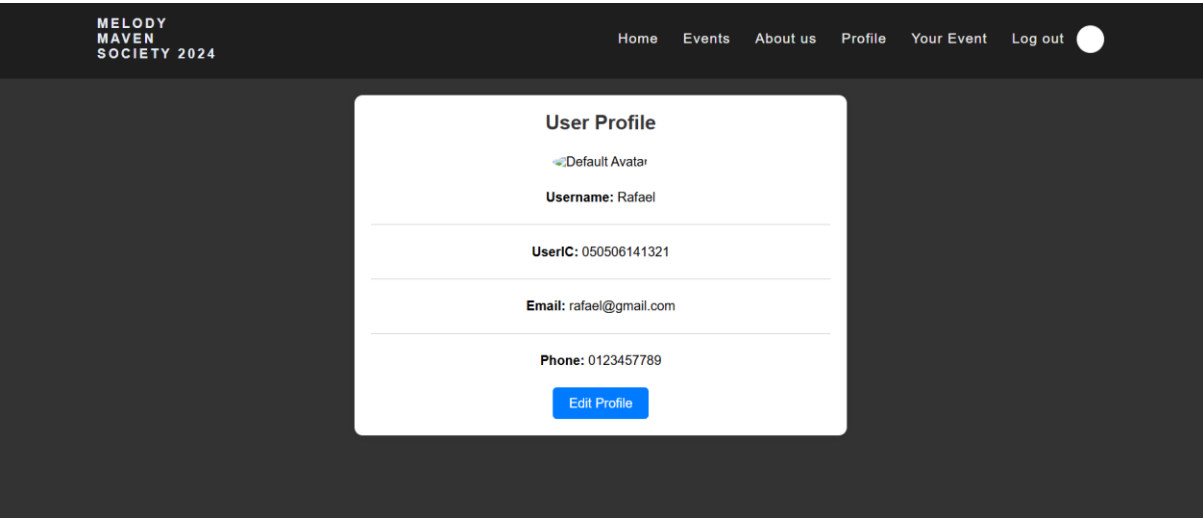 MELODY
MAVEN
SOCIETY 2024
Home Events About us Profile Your Event Log out
User Profile
Default Avatar
Username: Rafael
UserIC: 050506141321
Email: rafael@gmail.com
Phone: 0123457789
Edit Profile